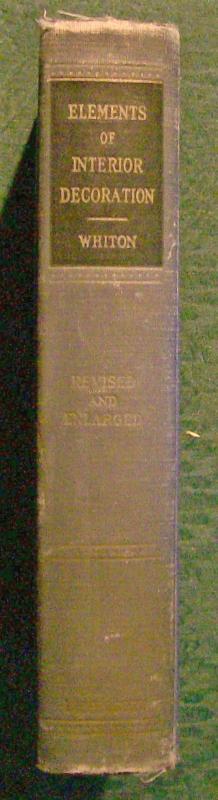 ELEMENTS
OF
INTERIOR
DECORATION
WHITON
REVISED
AND
ENLARGED